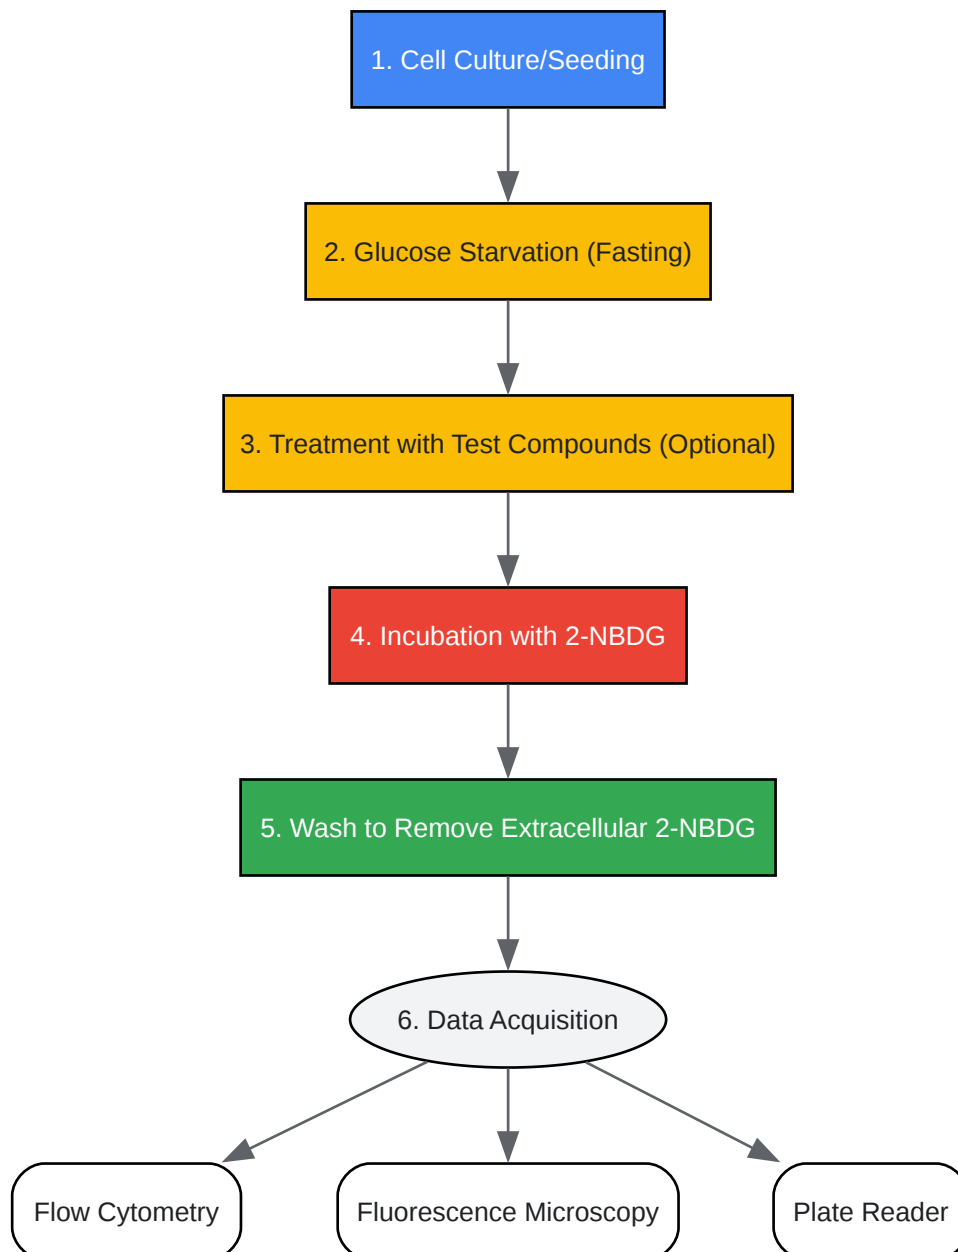 1. Cell Culture/Seeding
2. Glucose Starvation (Fasting)
3. Treatment with Test Compounds (Optional)
4. Incubation with 2-NBDG
5. Wash to Remove Extracellular 2-NBDG
6. Data Acquisition
Flow Cytometry
Fluorescence Microscopy
Plate Reader